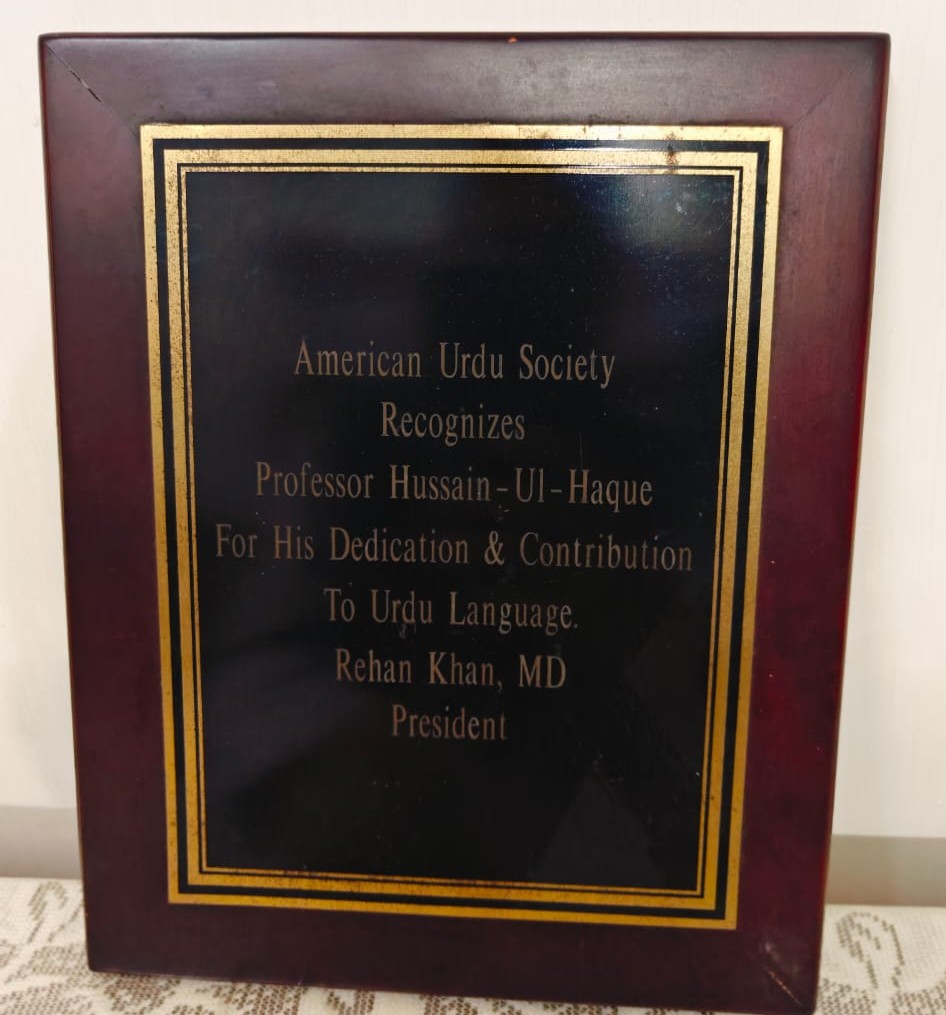 American Urdu Society
Recognizes
Professor Hussain-Ul-Haque
For His Dedication & Contribution
To Urdu Language.
Rehan Khan, MD
President